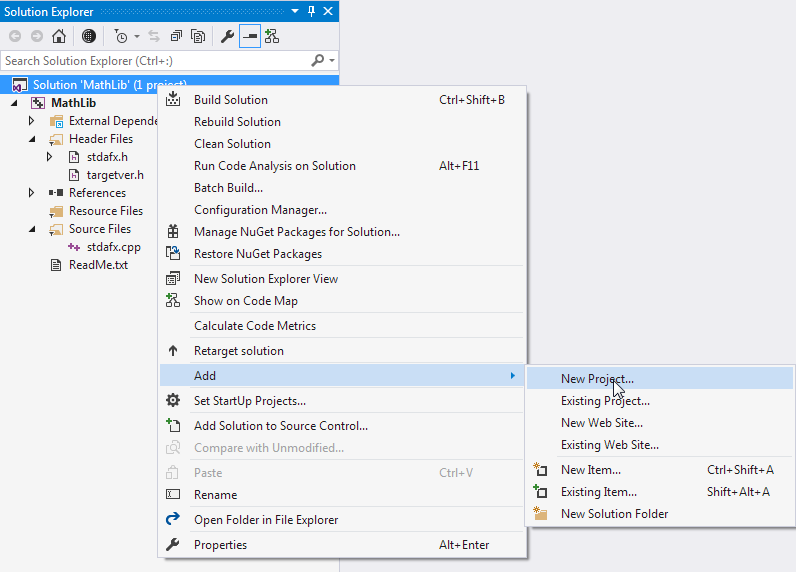 Solution Explorer
Search Solution Explorer (Ctrl+:)
Solution 'MathLib' (1 project)
MathLib
External Depende
Header Files
stdafx.h
targetver.h
References
Resource Files
Source Files
stdafx.cpp
ReadMe.txt
Build Solution Ctrl+Shift+B
Rebuild Solution
Clean Solution
Run Code Analysis on Solution Alt+F11
Batch Build...
Configuration Manager...
Manage NuGet Packages for Solution...
Restore NuGet Packages
New Solution Explorer View
Show on Code Map
Calculate Code Metrics
Retarget solution
Add
Set StartUp Projects...
Add Solution to Source Control...
Compare with Unmodified...
Paste Ctrl+V
Rename
Open Folder in File Explorer
Properties Alt+Enter
New Project...
Existing Project...
New Web Site...
Existing Web Site...
New Item... Ctrl+Shift+A
Existing Item... Shift+Alt+A
New Solution Folder